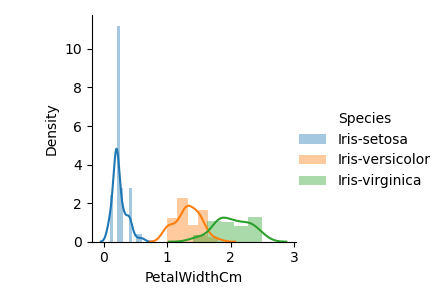 10
8
6
4
2
0
Density
0 1 2 3
PetalWidthCm
Species
Iris-setosa
Iris-versicolor
Iris-virginica